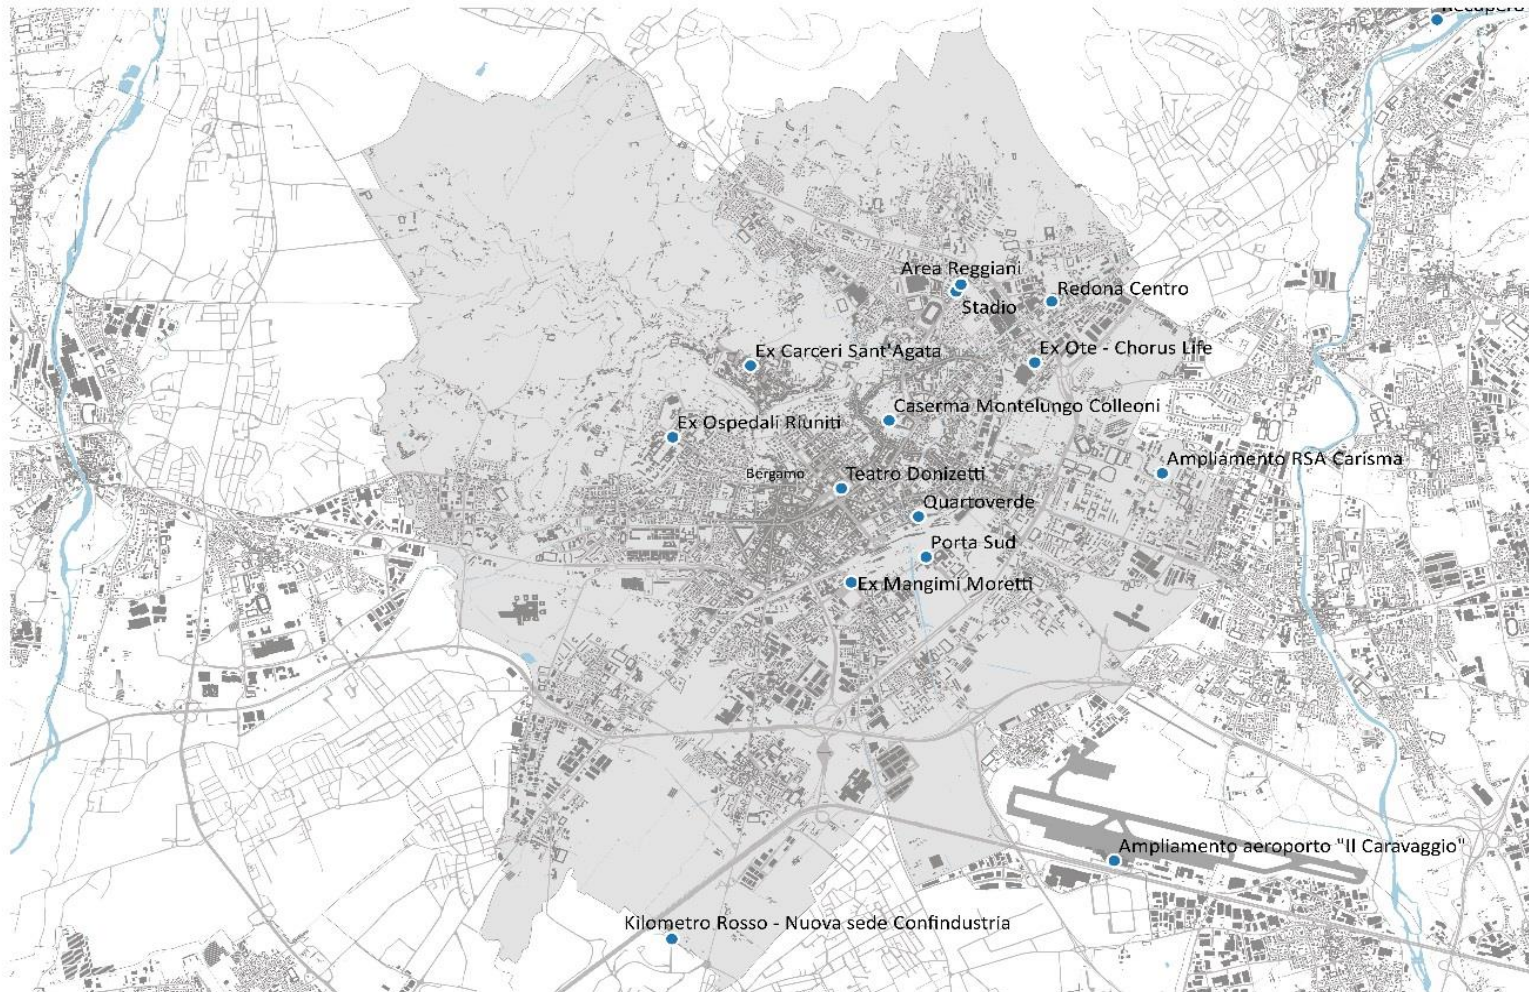 Recupero
Area Reggiani
Redona Centro
Stadio
Ex Carceri Sant'Agata
Ex Ote - Chorus Life
Caserma Montelungo Colleoni
Ex Ospedali Riuniti
Ampliamento RSA Carisma
Bergamo
Teatro Donizetti
Quartoverde
Porta Sud
Ex Mangimi Moretti
Ampliamento aeroporto "Il Caravaggio"
Kilometro Rosso - Nuova sede Confindustria